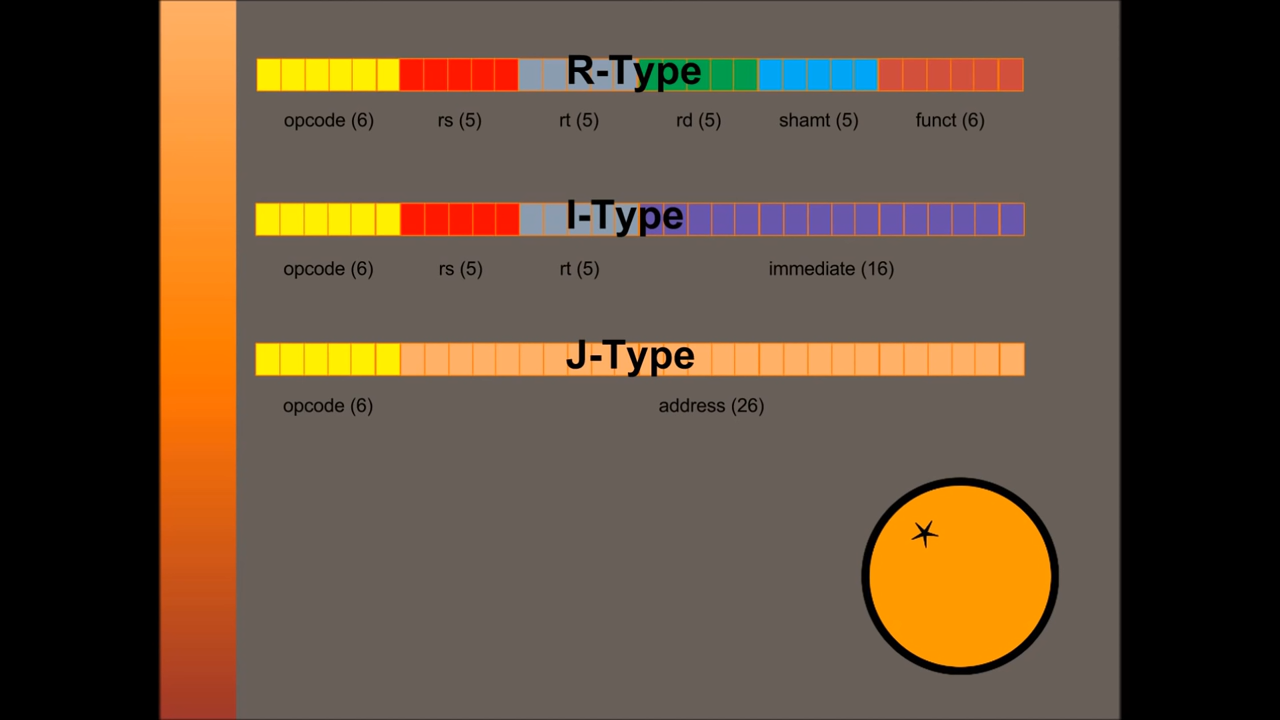 R-Type
opcode (6) rs (5) rt (5) rd (5) shamt (5) funct (6)
I-Type
opcode (6) rs (5) rt (5) immediate (16)
J-Type
opcode (6) address (26)